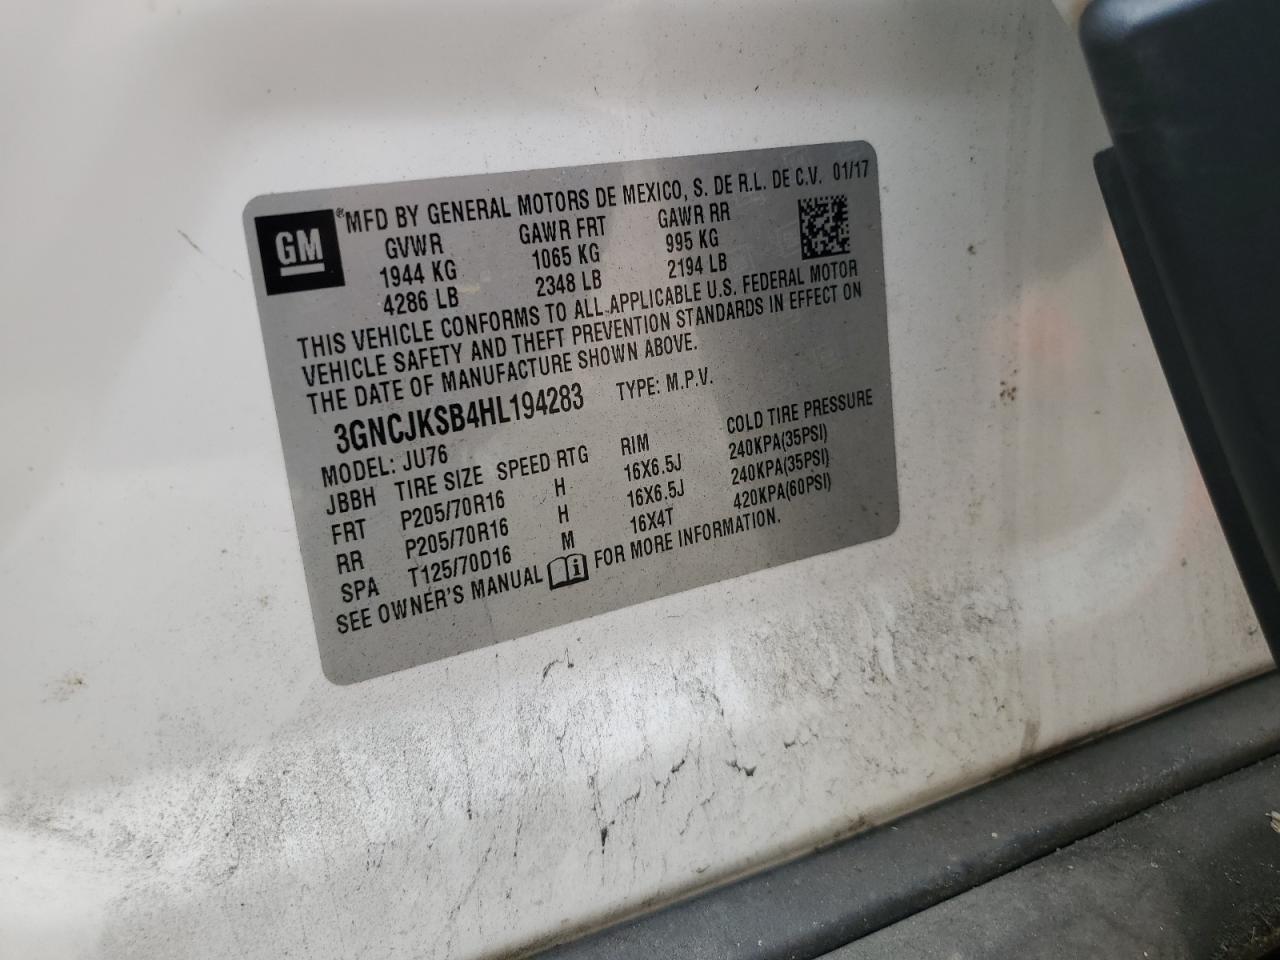 GM
®MFD BY GENERAL MOTORS DE MEXICO, S. DE R.L. DE C.V. 01/17
GVWR GAWR FRT GAWR RR
1944 KG 1065 KG 995 KG
4286 LB 2348 LB 2194 LB
THIS VEHICLE CONFORMS TO ALL APPLICABLE U.S. FEDERAL MOTOR
VEHICLE SAFETY AND THEFT PREVENTION STANDARDS IN EFFECT ON
THE DATE OF MANUFACTURE SHOWN ABOVE.
3GNCJKSB4HL194283 TYPE: M.P.V.
MODEL: JU76
JBBH TIRE SIZE SPEED RTG RIM COLD TIRE PRESSURE
FRT P205/70R16 H 16X6.5J 240KPA(35PSI)
RR P205/70R16 H 16X6.5J 240KPA(35PSI)
SPA T125/70D16 M 16X4T 420KPA(60PSI)
SEE OWNER'S MANUAL i FOR MORE INFORMATION.